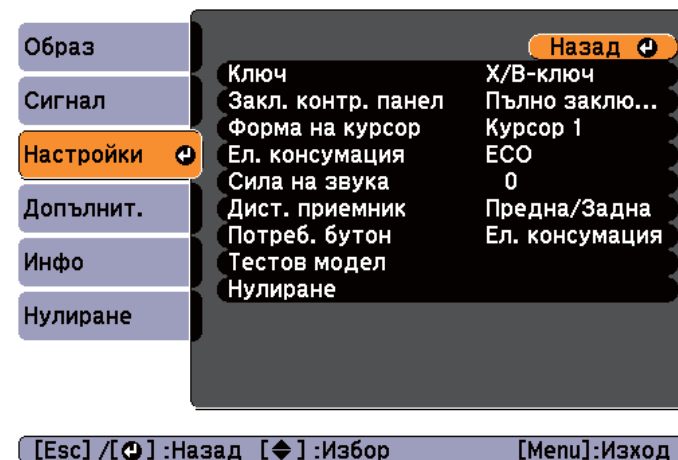 Образ
Сигнал
Настройки
Допълнит.
Инфо
Нулиране
Назад
Ключ Х/В-ключ
Закл. контр. панел Пълно заклю...
Форма на курсор Курсор 1
Ел. консумация ECO
Сила на звука 0
Дист. приемник Предна/Задна
Потреб. бутон Ел. консумация
Тестов модел
Нулиране
[Esc] /[⏎] :Назад [◆] :Избор [Menu]:Изход